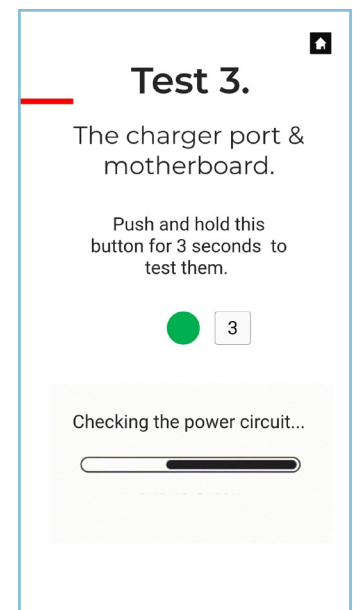 Test 3.
The charger port &
motherboard.
Push and hold this
button for 3 seconds to
test them.
3
Checking the power circuit...